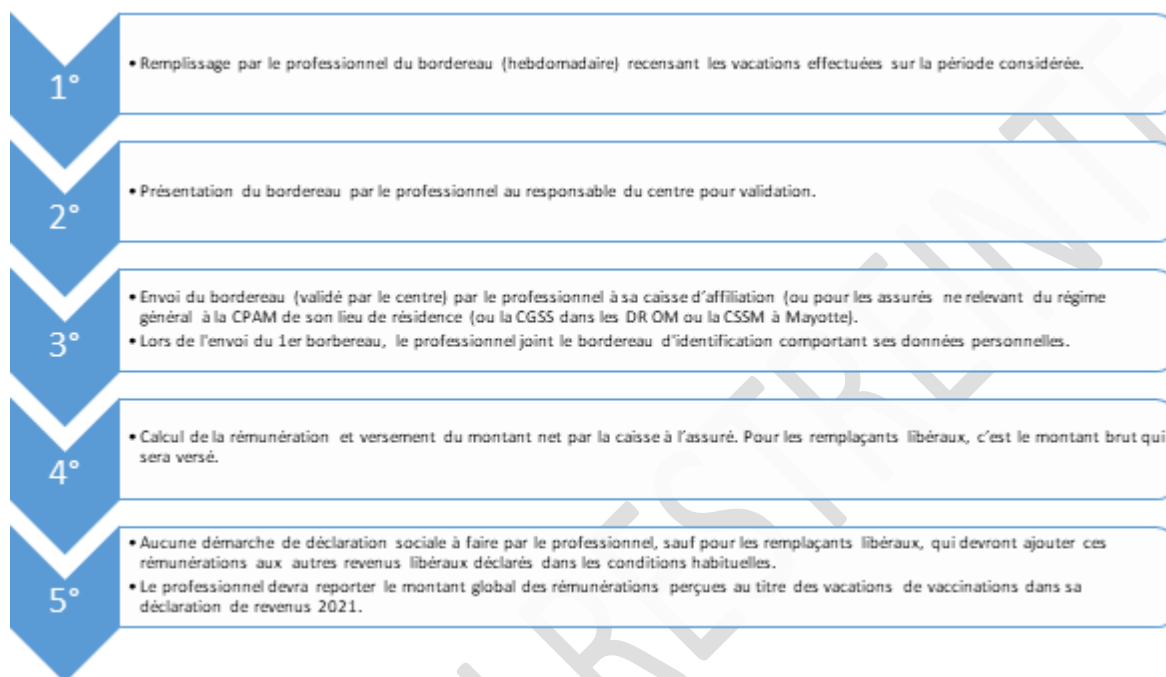 1°
• Remplissage par le professionnel du bordereau (hebdomadaire) recensant les vacations effectuées sur la période considérée.
2°
• Présentation du bordereau par le professionnel au responsable du centre pour validation.
3°
• Envoi du bordereau (validé par le centre) par le professionnel à sa caisse d'affiliation (ou pour les assurés ne relevant du régime
général à la CPAM de son lieu de résidence (ou la CGSS dans les DROM ou la CSSM à Mayotte).
• Lors de l'envoi du 1er borbereau, le professionnel joint le bordereau d'identification comportant ses données personnelles.
4°
• Calcul de la rémunération et versement du montant net par la caisse à l'assuré. Pour les remplaçants libéraux, c'est le montant brut qui
sera versé.
5°
• Aucune démarche de déclaration sociale à faire par le professionnel, sauf pour les remplaçants libéraux, qui devront ajouter ces
rémunérations aux autres revenus libéraux déclarés dans les conditions habituelles.
• Le professionnel devra reporter le montant global des rémunérations perçues au titre des vacations de vaccinations dans sa
déclaration de revenus 2021.
RESTREINTE